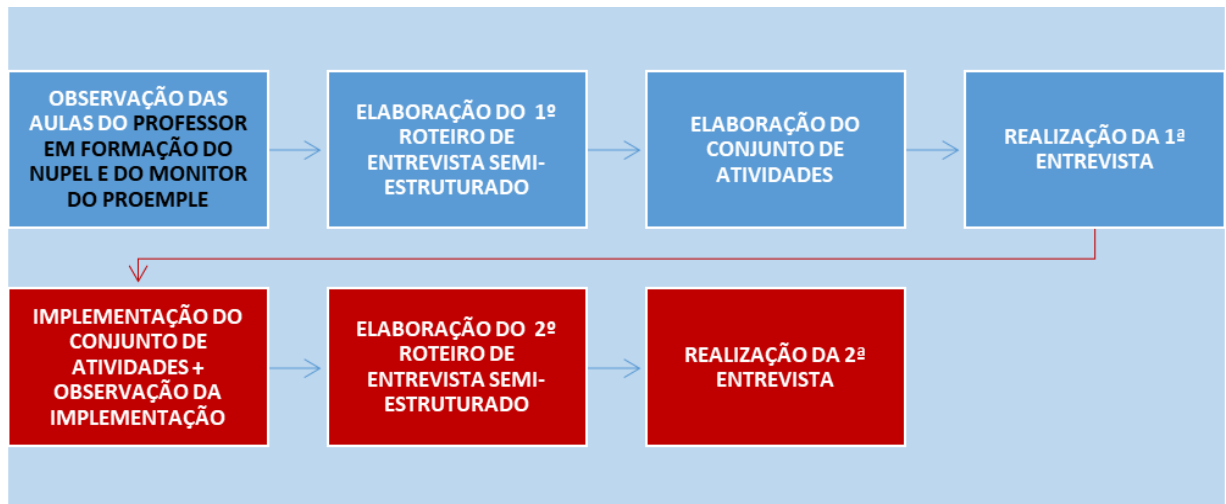 OBSERVAÇÃO DAS
AULAS DO PROFESSOR
EM FORMAÇÃO DO
NUPEL E DO MONITOR
DO PROEMPLE
ELABORAÇÃO DO 1º
ROTEIRO DE
ENTREVISTA SEMI-
ESTRUTURADO
ELABORAÇÃO DO
CONJUNTO DE
ATIVIDADES
REALIZAÇÃO DA 1ª
ENTREVISTA
IMPLEMENTAÇÃO DO
CONJUNTO DE
ATIVIDADES +
OBSERVAÇÃO DA
IMPLEMENTAÇÃO
ELABORAÇÃO DO 2º
ROTEIRO DE
ENTREVISTA SEMI-
ESTRUTURADO
REALIZAÇÃO DA 2ª
ENTREVISTA